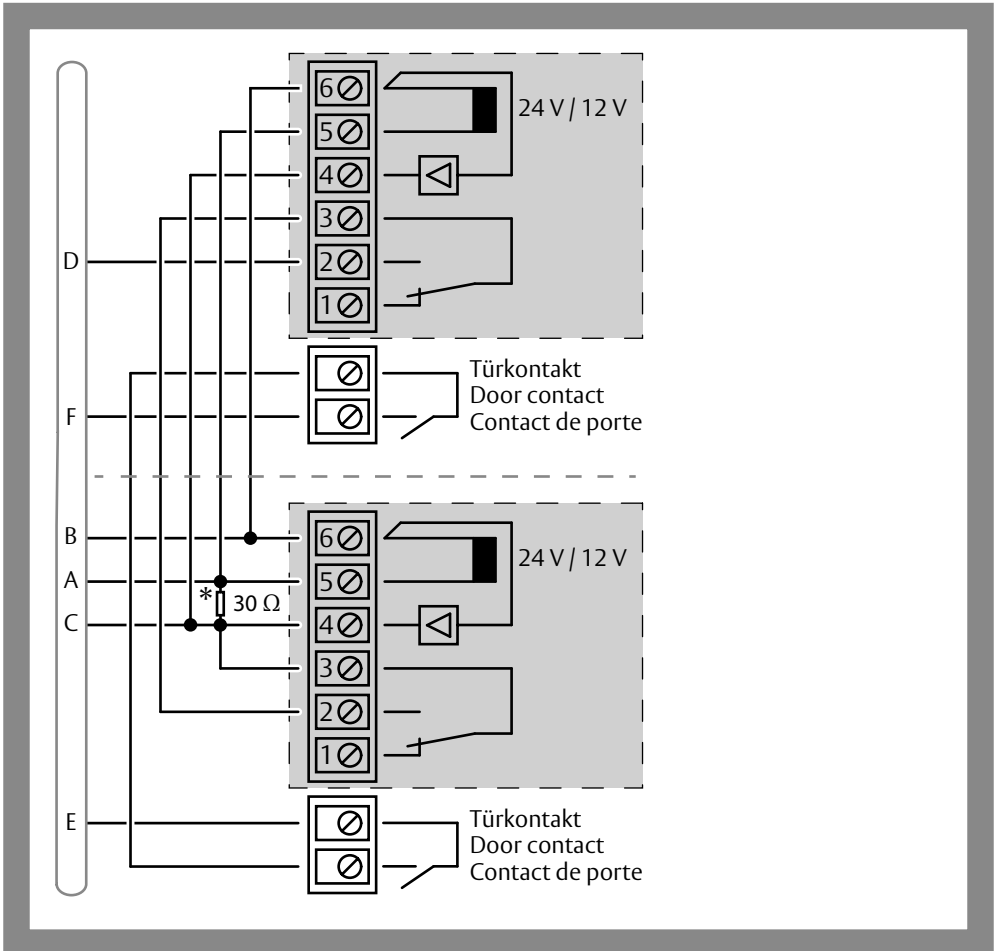 6
24 V / 12 V
5
4
3
D
2
1
Türkontakt
Door contact
F
Contact de porte
B
6
24 V / 12 V
A
5
* 30 Ω
C
4
3
2
1
Türkontakt
E
Door contact
Contact de porte